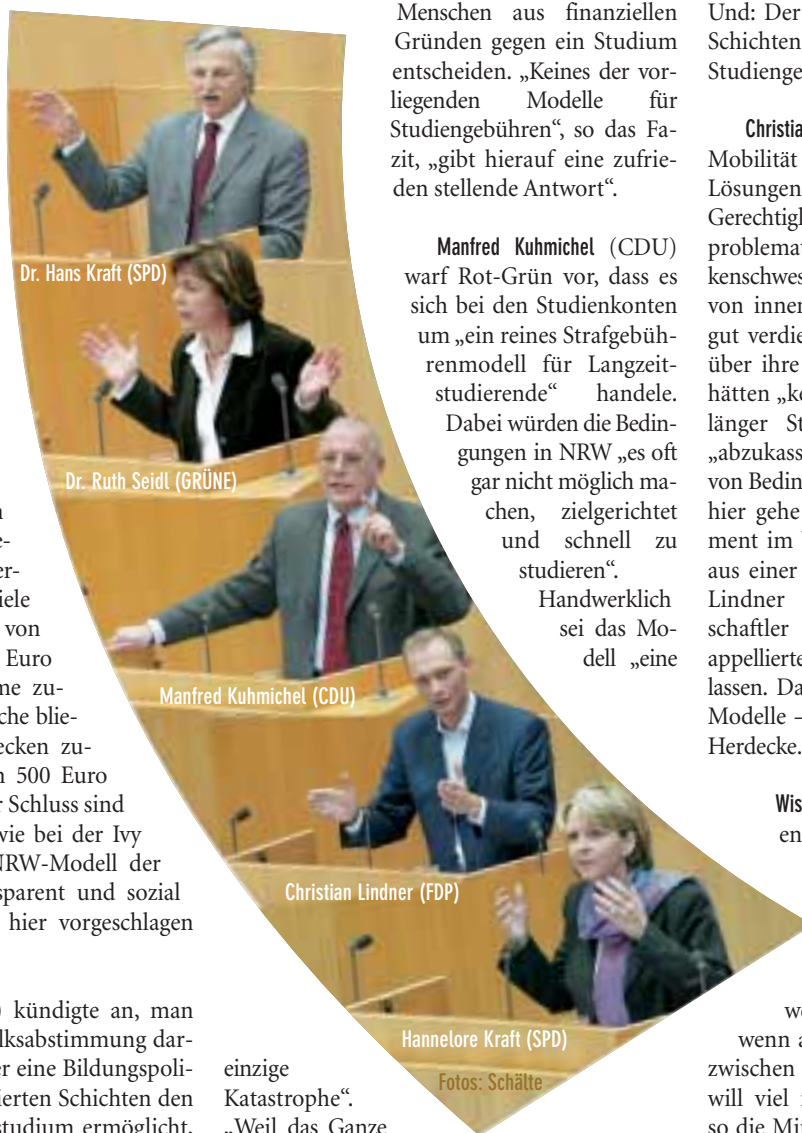 n
e-
er-
iele
von
Euro
me zu-
che blie-
ecken zu-
n 500 Euro
r Schluss sind
wie bei der Ivy
NRW-Modell der
sparent und sozial
hier vorgeschlagen
) kündigte an, man
lksabstimmung dar-
er eine Bildungspoli-
ierten Schichten den
studium ermöglicht,
Dr. Hans Kraft (SPD)
Dr. Ruth Seidl (GRÜNE)
Manfred Kuhmichel (CDU)
Christian Lindner (FDP)
Hannelore Kraft (SPD)
Fotos: Schälte
einzige
Katastrophe“.
„Weil das Ganze
Menschen aus finanziellen
Gründen gegen ein Studium
entscheiden. „Keines der vor-
liegenden Modelle für
Studiengebühren“, so das Fa-
zit, „gibt hierauf eine zufrie-
den stellende Antwort“.
Manfred Kuhmichel (CDU)
warf Rot-Grün vor, dass es
sich bei den Studienkonten
um „ein reines Strafgebüh-
renmodell für Langzeit-
studierende“ handele.
Dabei würden die Bedin-
gungen in NRW „es oft
gar nicht möglich ma-
chen, zielgerichtet
und schnell zu
studieren“.
Handwerklich
sei das Mo-
dell „eine
Und: Der
Schichten
Studienge
Christia
Mobilität
Lösungen
Gerechtigk
problemat
kenschwes
von innen
gut verdie
über ihre
hätten „ke
länger St
„abzukass
von Bedin
hier gehe
ment im
aus einer
Lindner
schaftler
appellierte
lassen. Da
Modelle –
Herdecke.
Wis
en
we
wenn a
zwischen
will viel
so die Mi